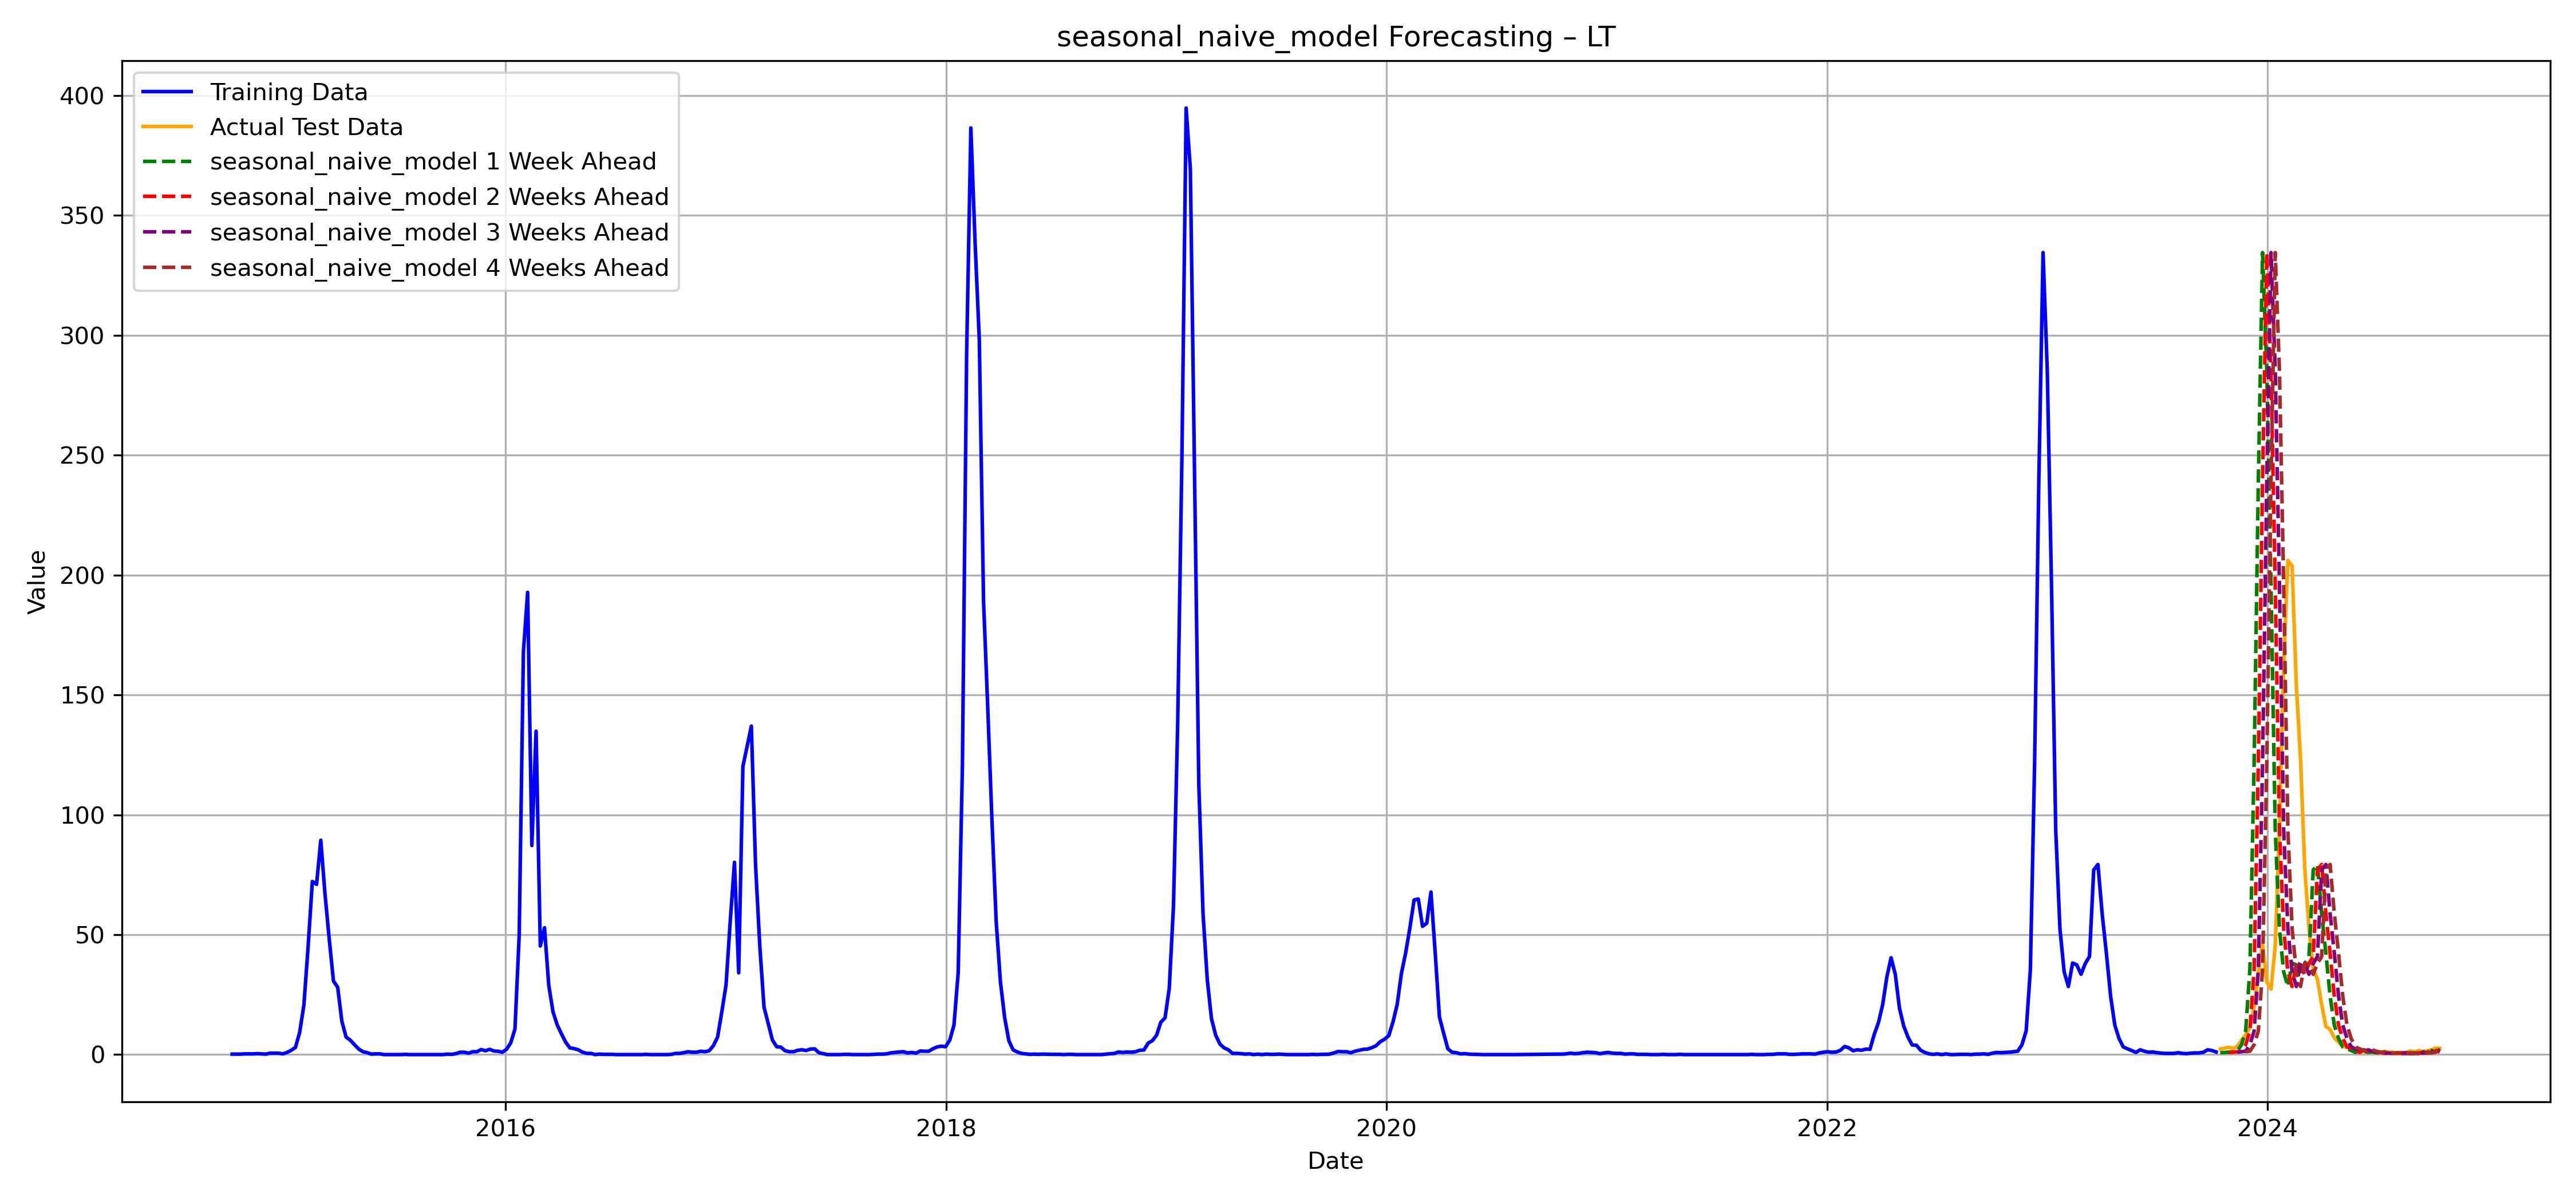 seasonal_naive_model Forecasting – LT
Training Data
Actual Test Data
seasonal_naive_model 1 Week Ahead
seasonal_naive_model 2 Weeks Ahead
seasonal_naive_model 3 Weeks Ahead
seasonal_naive_model 4 Weeks Ahead
Value
400
350
300
250
200
150
100
50
0
2016
2018
2020
2022
2024
Date